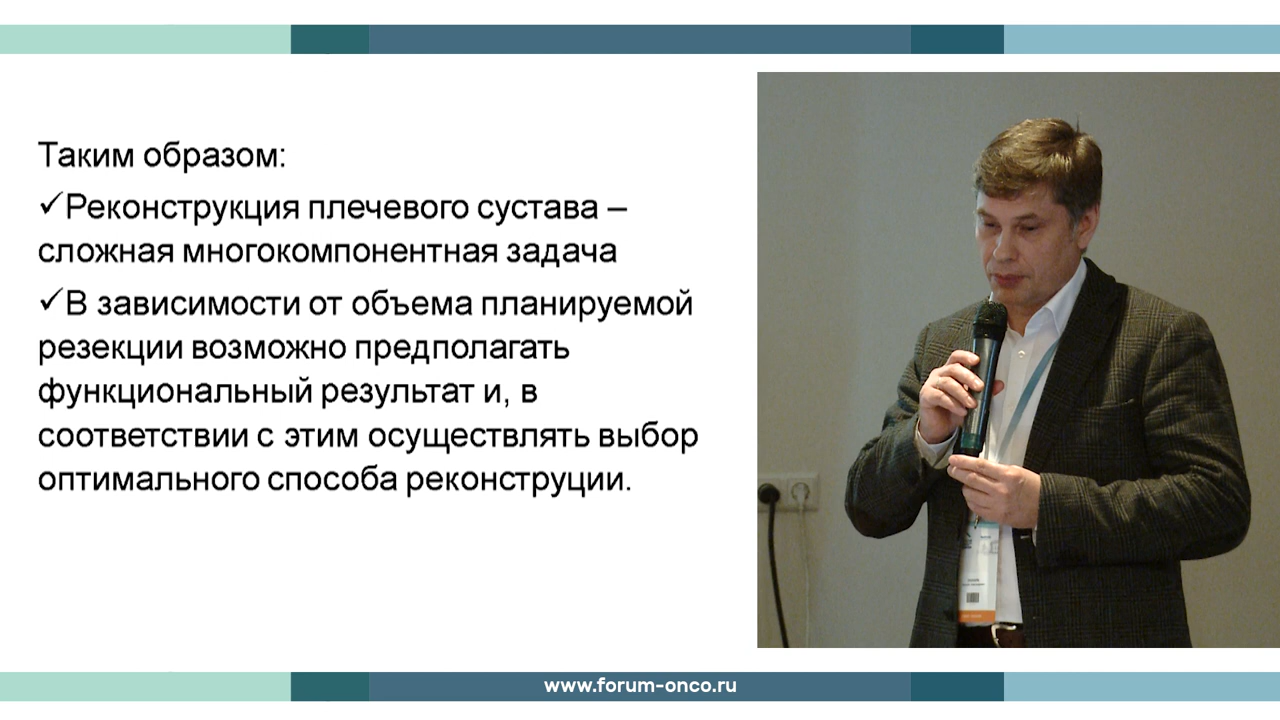 Таким образом:
✓Реконструкция плечевого сустава –
сложная многокомпонентная задача
✓В зависимости от объема планируемой
резекции возможно предполагать
функциональный результат и, в
соответствии с этим осуществлять выбор
оптимального способа реконструции.
www.forum-onco.ru